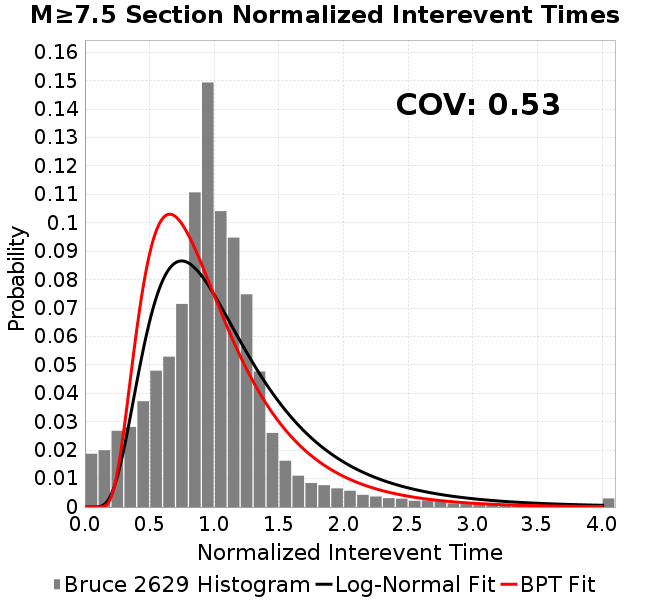 M≥7.5 Section Normalized Interevent Times
COV: 0.53
Probability
0.16
0.15
0.14
0.13
0.12
0.11
0.1
0.09
0.08
0.07
0.06
0.05
0.04
0.03
0.02
0.01
0
0.0 0.5 1.0 1.5 2.0 2.5 3.0 3.5 4.0
Normalized Interevent Time
Bruce 2629 Histogram Log-Normal Fit BPT Fit